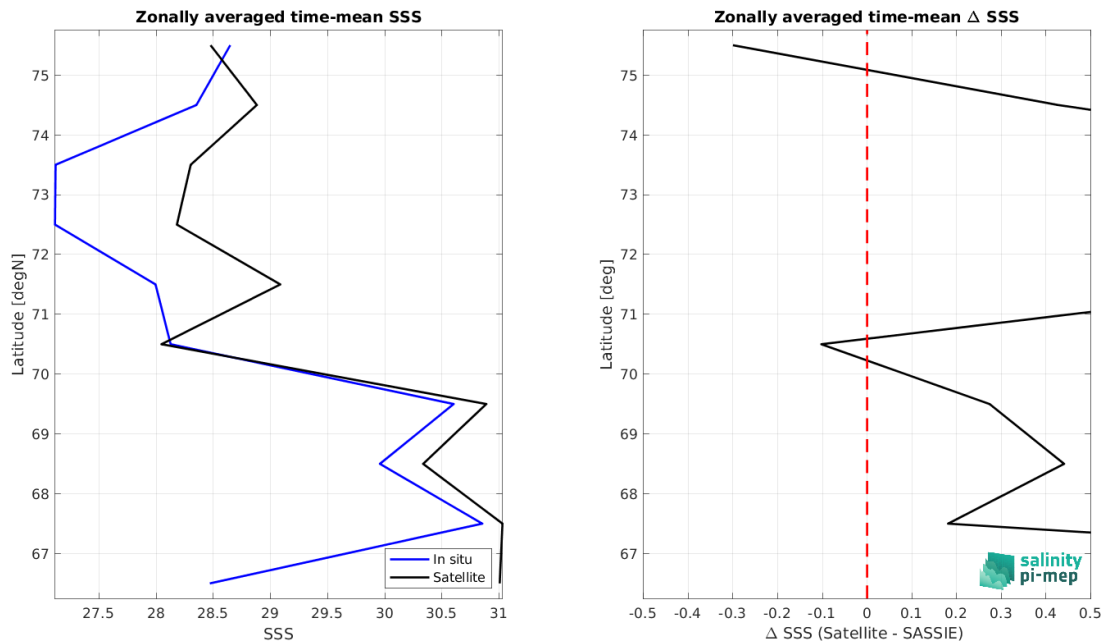 Zonally averaged time-mean SSS
75
74
73
72
71
70
69
68
67
Latitude [degN]
In situ
Satellite
27.5 28 28.5 29 29.5 30 30.5 31
SSS
Zonally averaged time-mean Δ SSS
75
74
73
72
71
70
69
68
67
Latitude [deg]
salinity
pi-mep
-0.5 -0.4 -0.3 -0.2 -0.1 0 0.1 0.2 0.3 0.4 0.5
Δ SSS (Satellite - SASSIE)